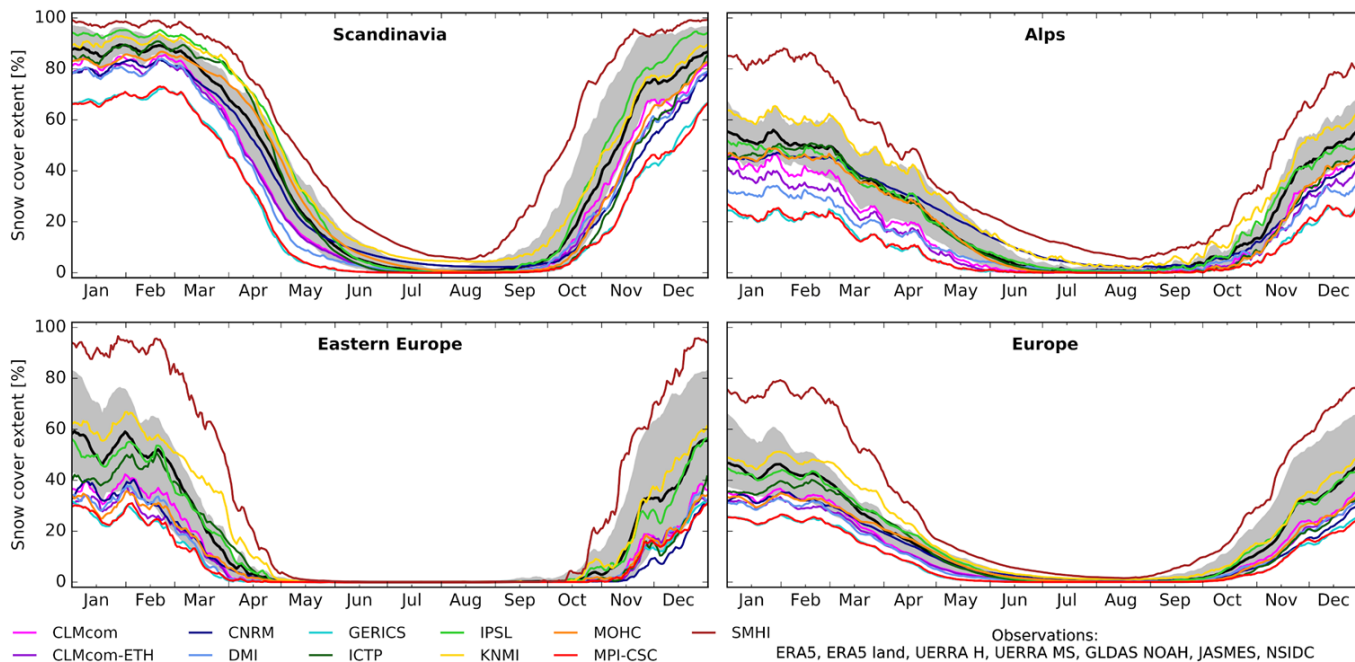 Snow cover extent [%]
100
80
60
40
20
0
Scandinavia
Jan Feb Mar Apr May Jun Jul Aug Sep Oct Nov Dec
Alps
Jan Feb Mar Apr May Jun Jul Aug Sep Oct Nov Dec
Snow cover extent [%]
100
80
60
40
20
0
Eastern Europe
Jan Feb Mar Apr May Jun Jul Aug Sep Oct Nov Dec
Europe
Jan Feb Mar Apr May Jun Jul Aug Sep Oct Nov Dec
CLMcom CNRM GERICS IPSL MOHC SMHI
CLMcom-ETH DMI ICTP KNMI MPI-CSC
Observations:
ERA5, ERA5 land, UERRA H, UERRA MS, GLDAS NOAH, JASMES, NSIDC